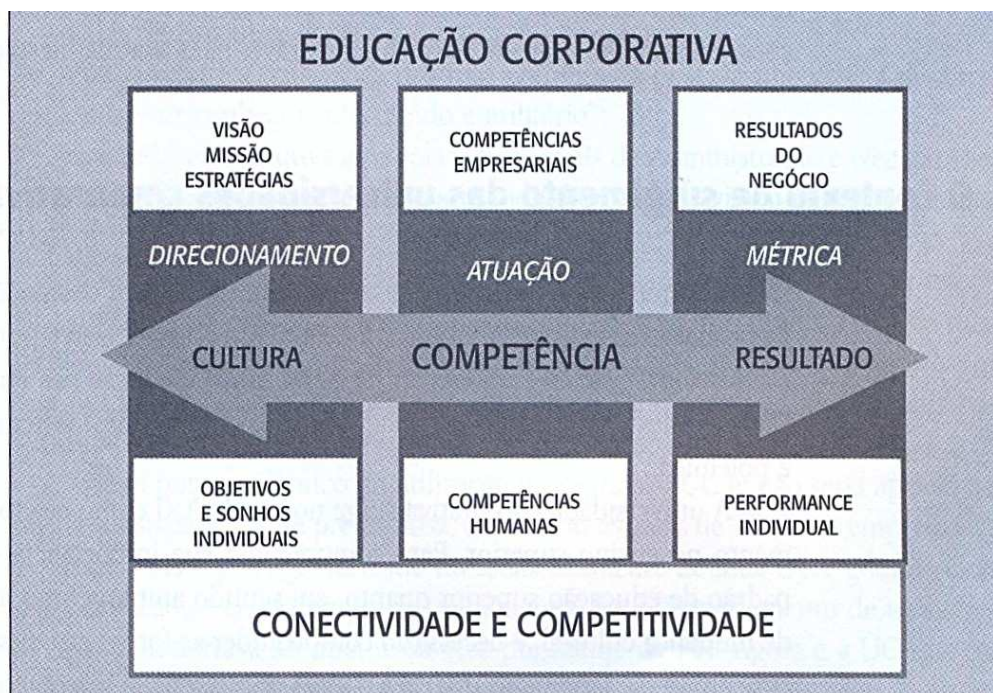 EDUCAÇÃO CORPORATIVA
VISÃO
MISSÃO
ESTRATÉGIAS
COMPETÊNCIAS
EMPRESARIAIS
RESULTADOS
DO
NEGÓCIO
DIRECIONAMENTO
ATUAÇÃO
MÉTRICA
CULTURA
COMPETÊNCIA
RESULTADO
OBJETIVOS
E SONHOS
INDIVIDUAIS
COMPETÊNCIAS
HUMANAS
PERFORMANCE
INDIVIDUAL
CONECTIVIDADE E COMPETITIVIDADE